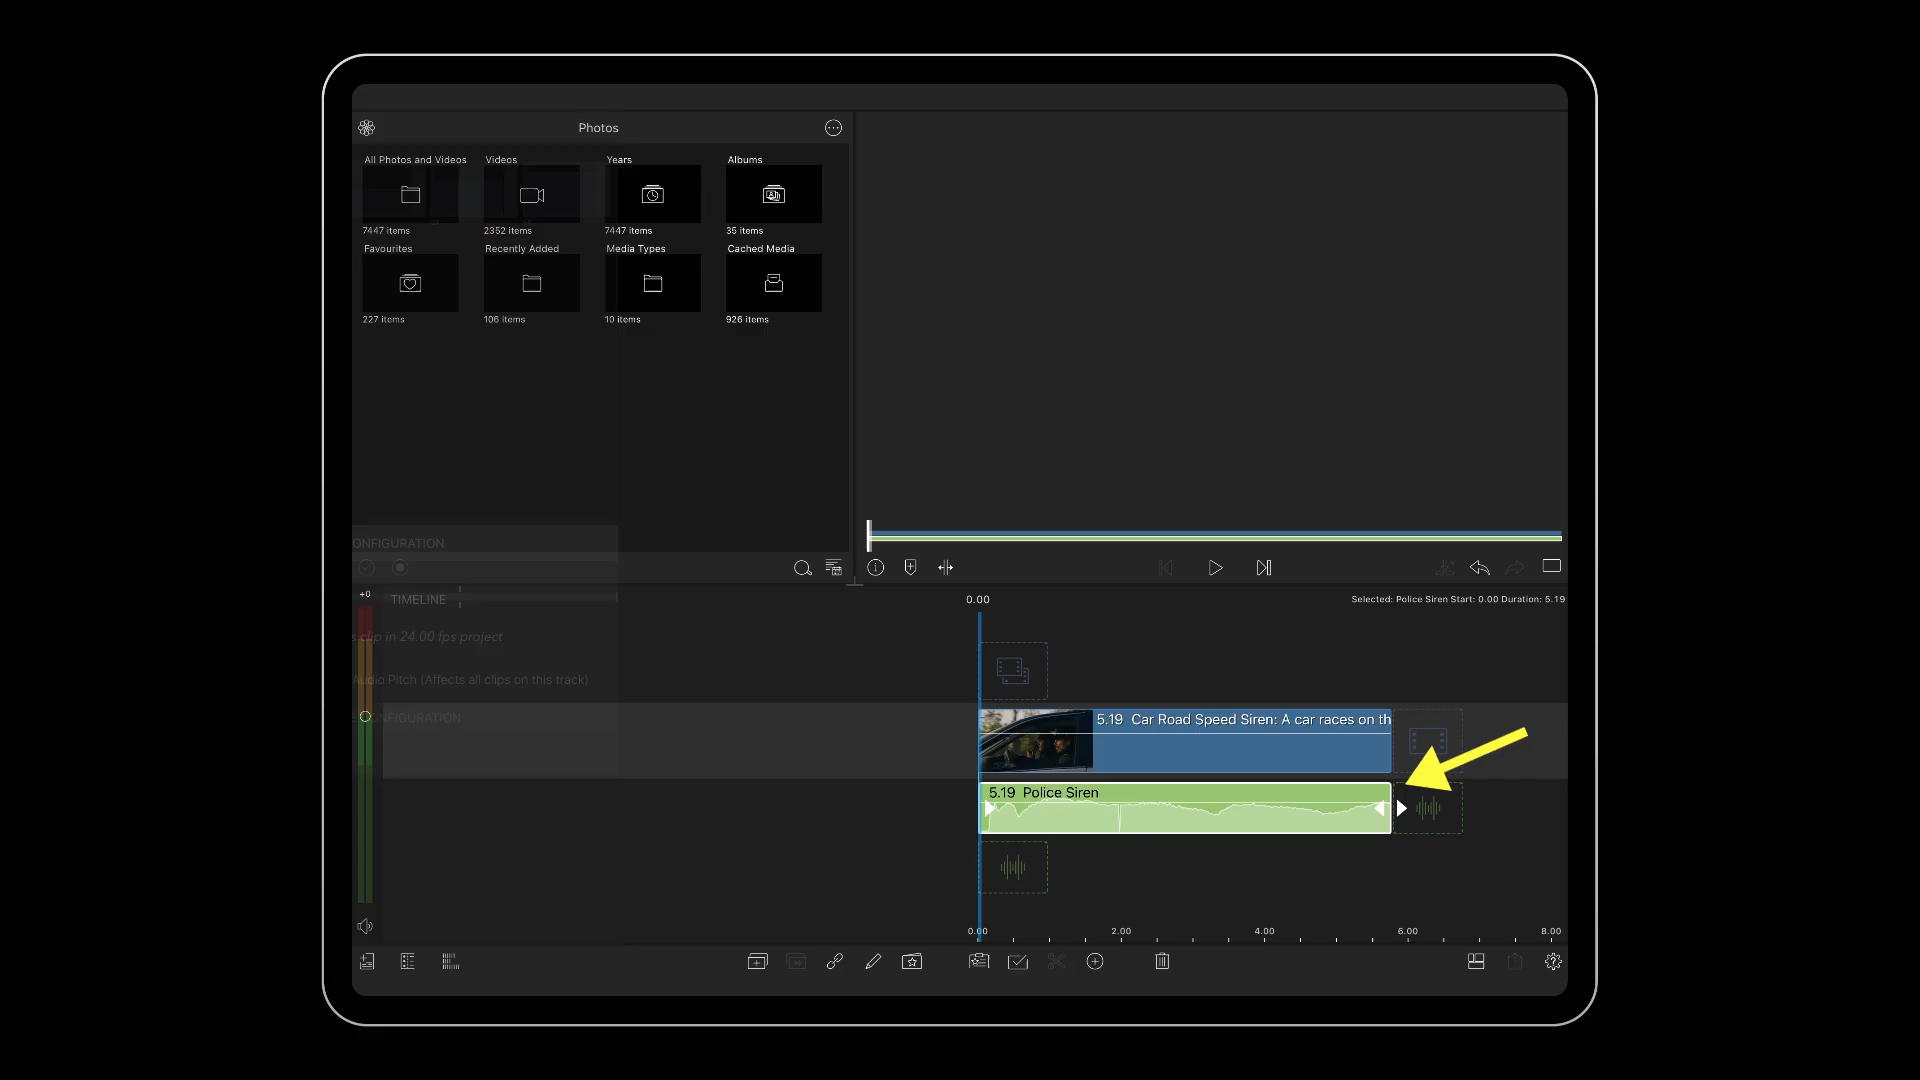 Photos
All Photos and Videos
Videos
Years
Albums
7447 items
2352 items
7447 items
35 items
Favourites
Recently Added
Media Types
Cached Media
227 items
106 items
10 items
926 items
ONFIGURATION
+0
TIMELINE
0.00
Selected: Police Siren Start: 0.00 Duration: 5.19
s clip in 24.00 fps project
Audio Pitch (Affects all clips on this track)
NFIGURATION
5.19 Car Road Speed Siren: A car races on th
5.19 Police Siren
0.00
2.00
4.00
6.00
8.00